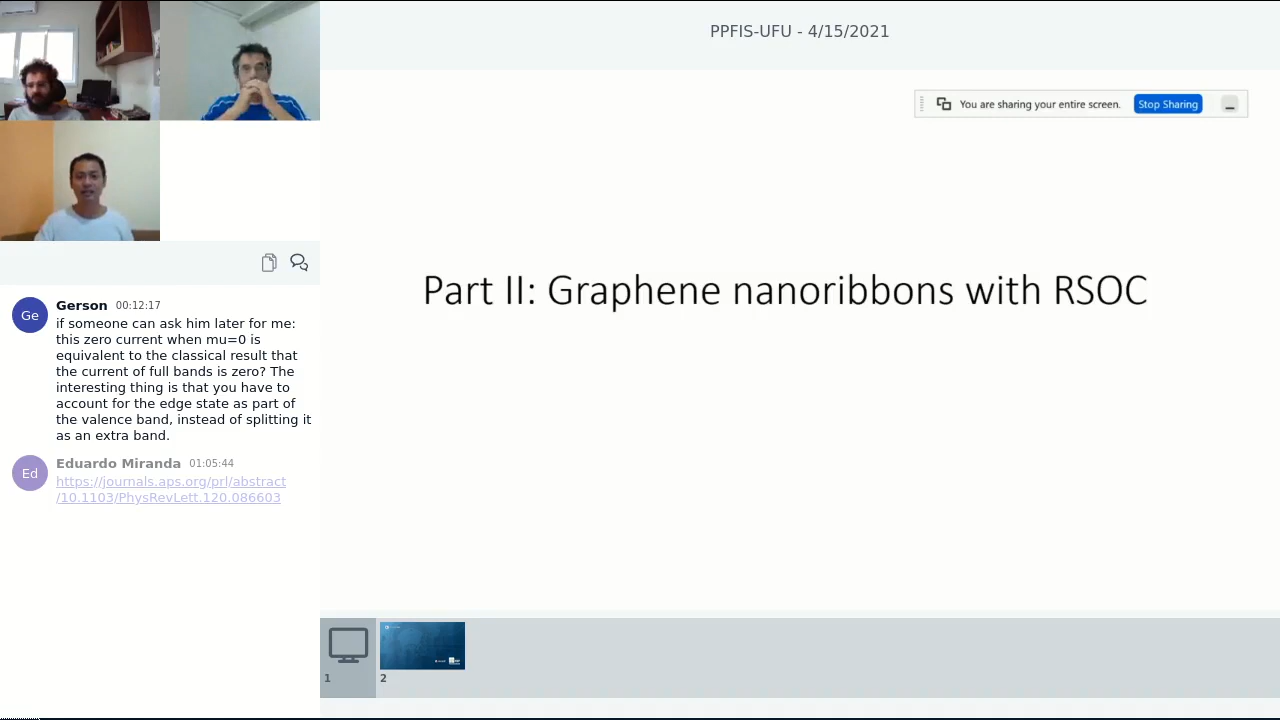 PPFIS-UFU - 4/15/2021
You are sharing your entire screen. Stop Sharing
Part II: Graphene nanoribbons with RSOC
Ge
Gerson 00:12:17
if someone can ask him later for me:
this zero current when mu=0 is
equivalent to the classical result that
the current of full bands is zero? The
interesting thing is that you have to
account for the edge state as part of
the valence band, instead of splitting it
as an extra band.
Ed
Eduardo Miranda 01:05:44
https://journals.aps.org/prl/abstract
/10.1103/PhysRevLett.120.086603
1
2